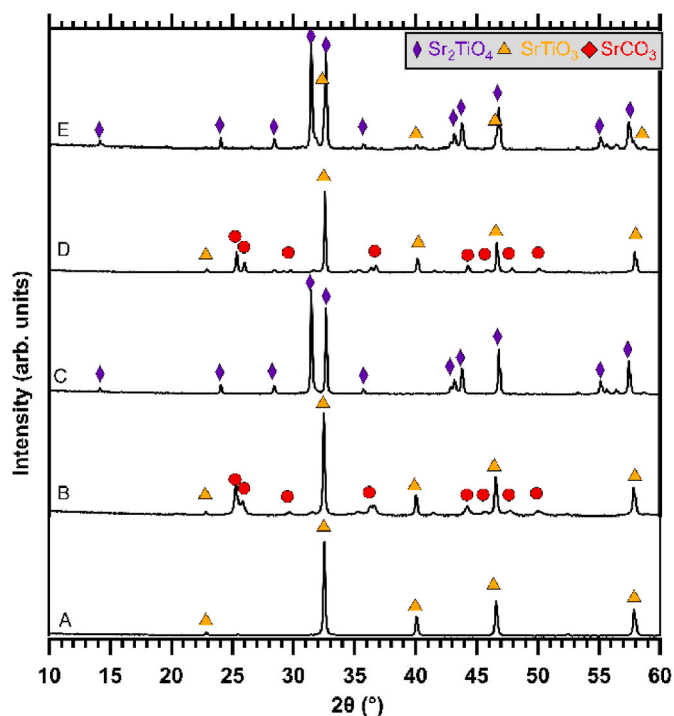 Sr₂TiO₄ SrTiO₃ SrCO₃
E
D
C
B
A
Intensity (arb. units)
10 15 20 25 30 35 40 45 50 55 60
2θ (°)